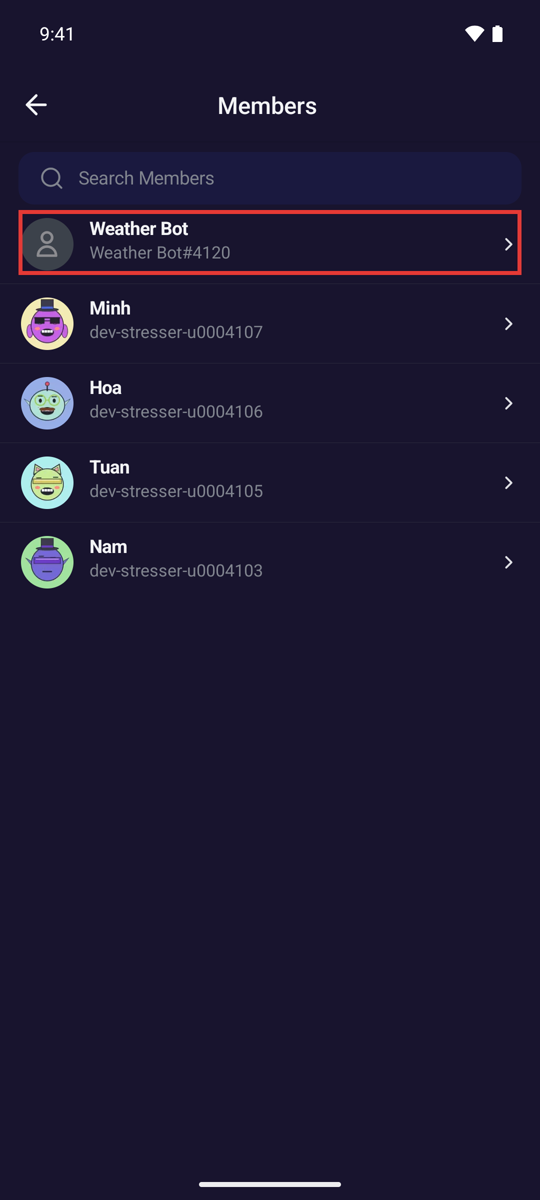 9:41
Members
Search Members
Weather Bot
Weather Bot#4120
Minh
dev-stresser-u0004107
Hoa
dev-stresser-u0004106
Tuan
dev-stresser-u0004105
Nam
dev-stresser-u0004103